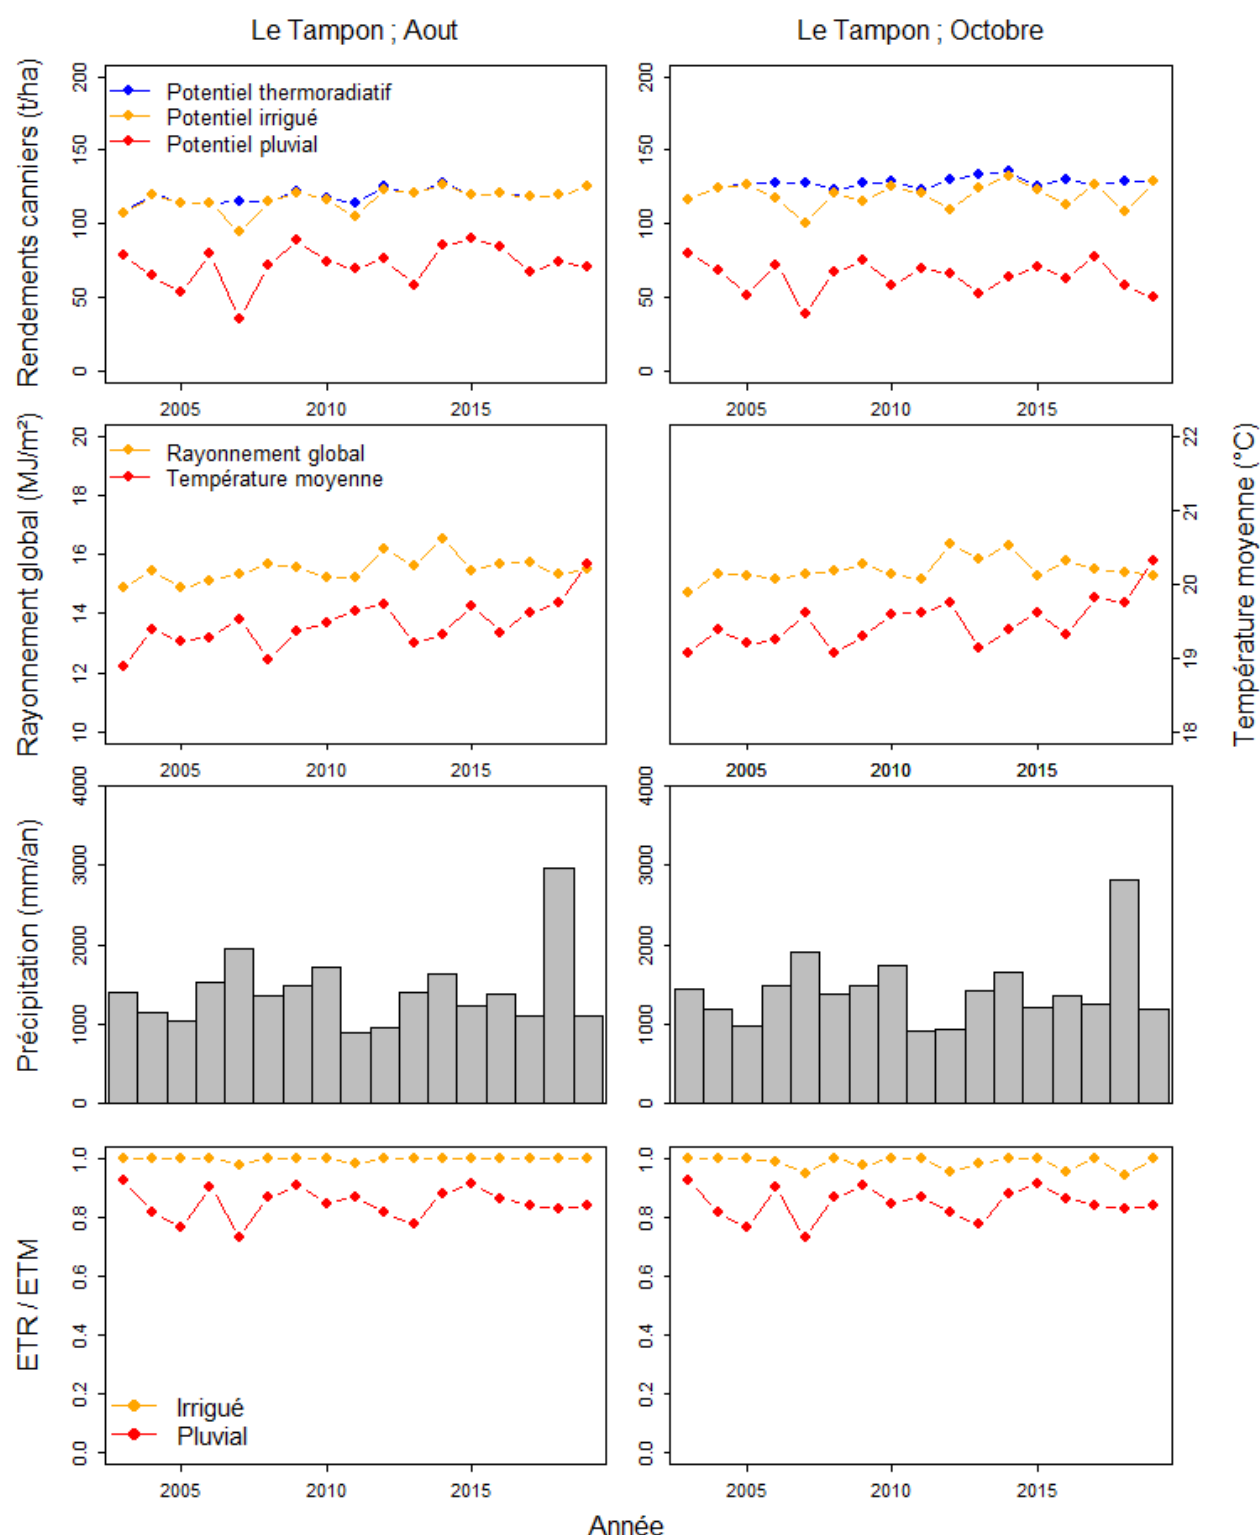 Le Tampon ; Aout
Le Tampon ; Octobre
Rendements canniers (t/ha)
200
150
100
50
0
Potentiel thermoradiatif
Potentiel irrigué
Potentiel pluvial
2005 2010 2015
200
150
100
50
0
2005 2010 2015
Rayonnement global (MJ/m²)
20
18
16
14
12
10
Rayonnement global
Température moyenne
2005 2010 2015
22
21
20
19
18
Température moyenne (°C)
2005 2010 2015
Précipitation (mm/an)
4000
3000
2000
1000
0
4000
3000
2000
1000
0
ETR / ETM
1.0
0.8
0.6
0.4
0.2
0.0
Irrigué
Pluvial
2005 2010 2015
1.0
0.8
0.6
0.4
0.2
0.0
2005 2010 2015
Année